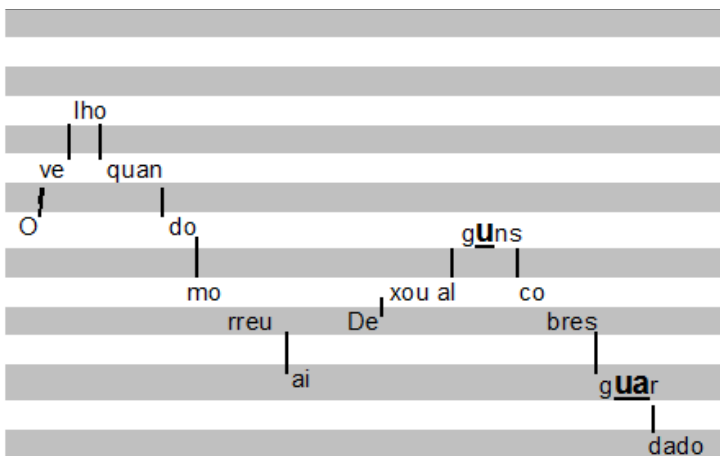 O
ve
lho
quan
do
mo
rreu
ai
De
xou al
guns
co
bres
guar
dado